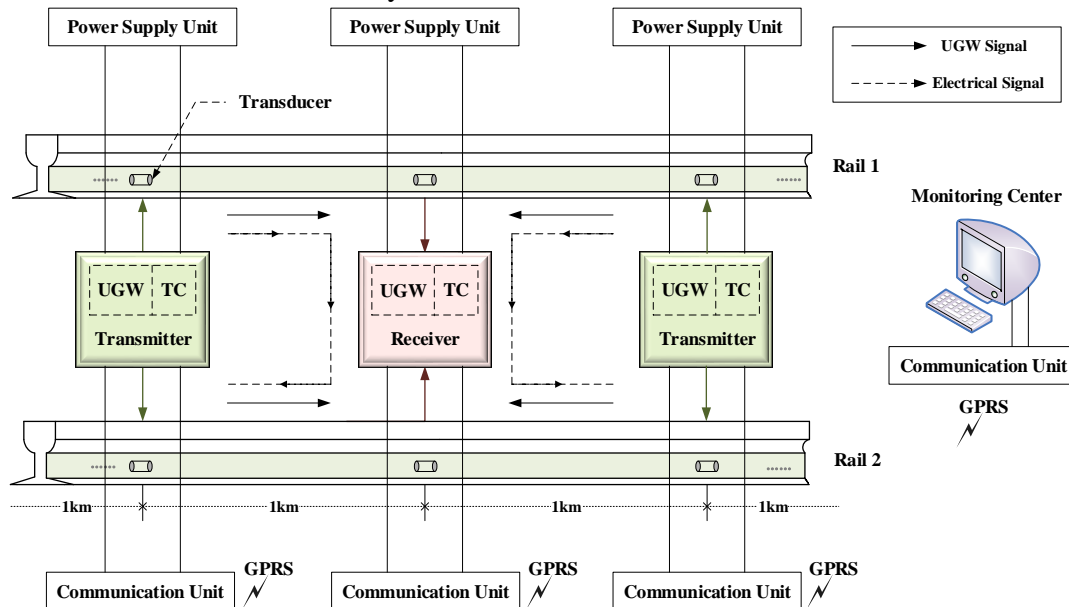 Power Supply Unit
Power Supply Unit
Power Supply Unit
UGW Signal
Electrical Signal
Transducer
Rail 1
Monitoring Center
UGW
TC
Transmitter
UGW
TC
Receiver
UGW
TC
Transmitter
Communication Unit
GPRS
Rail 2
1km
1km
1km
1km
Communication Unit
GPRS
Communication Unit
GPRS
Communication Unit
GPRS